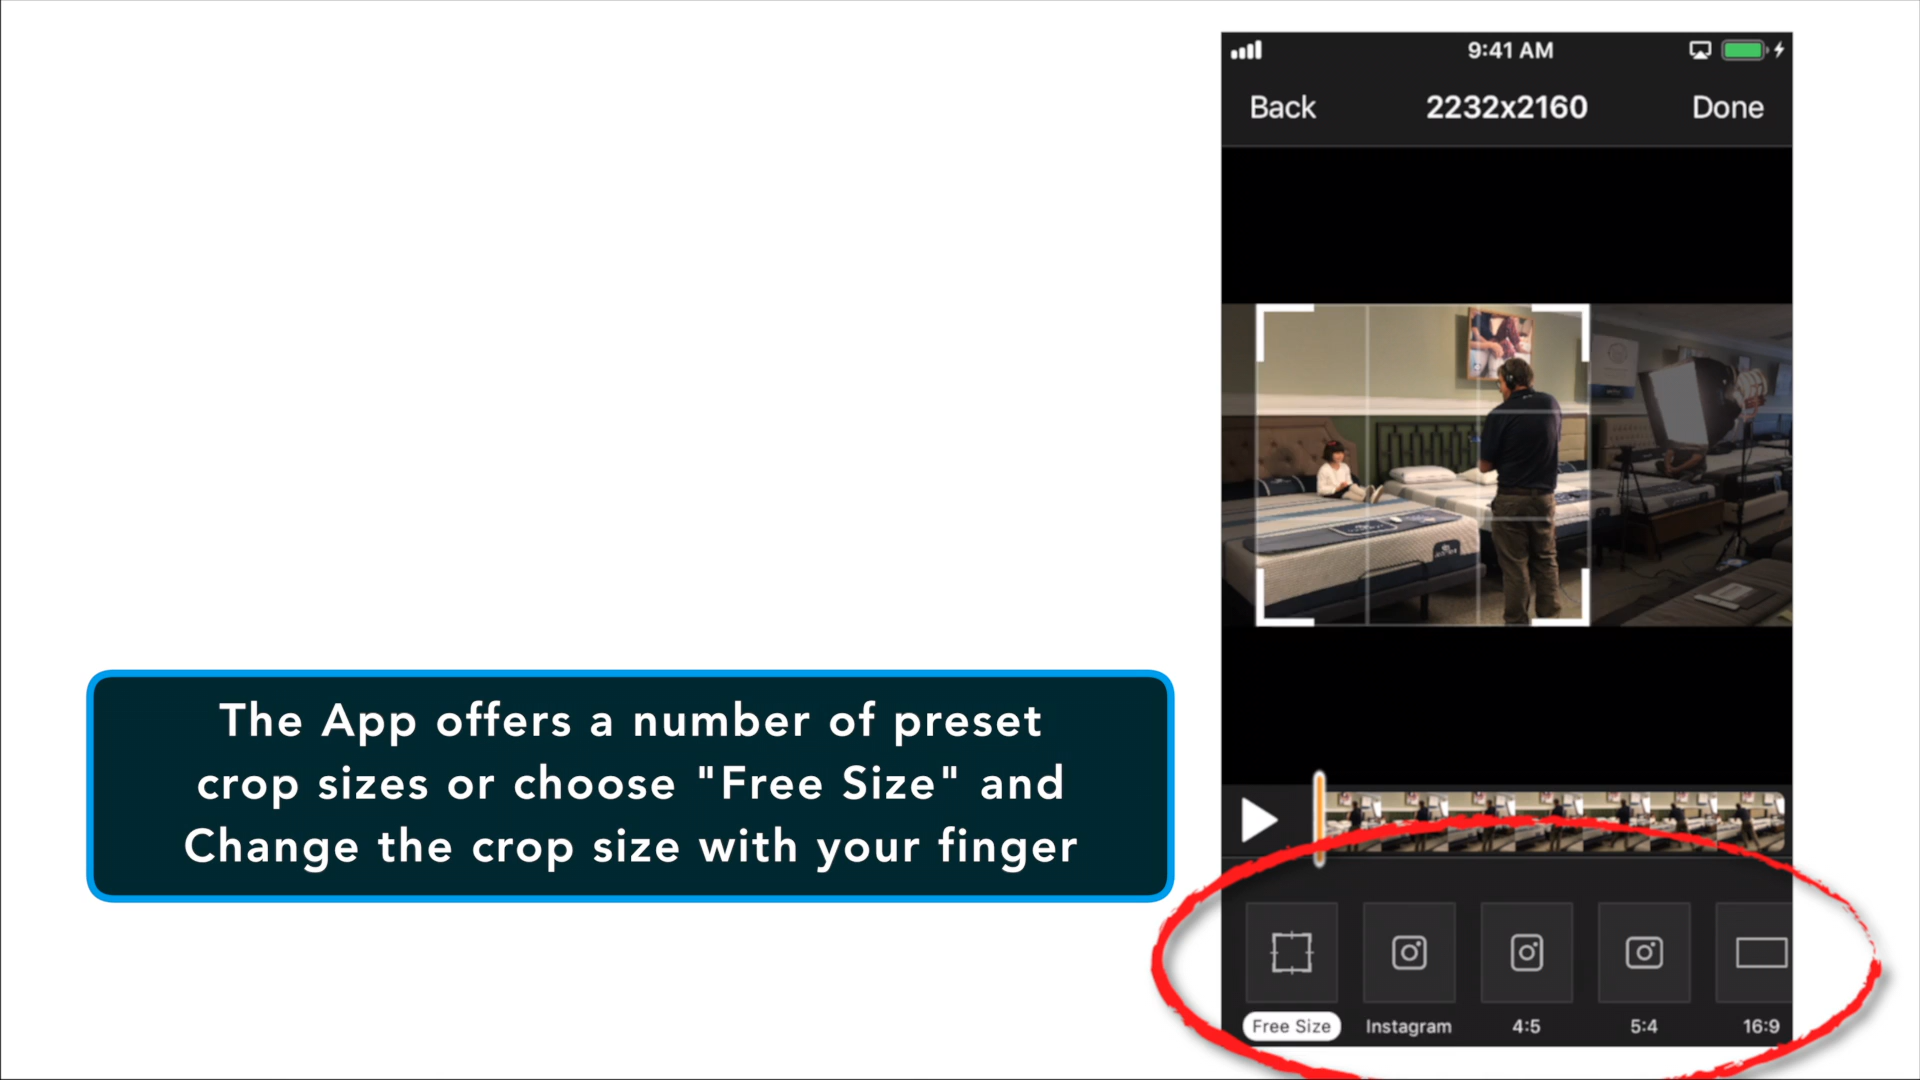 9:41 AM
Back
2232x2160
Done
The App offers a number of preset
crop sizes or choose "Free Size" and
Change the crop size with your finger
Free Size
Instagram
4:5
5:4
16:9